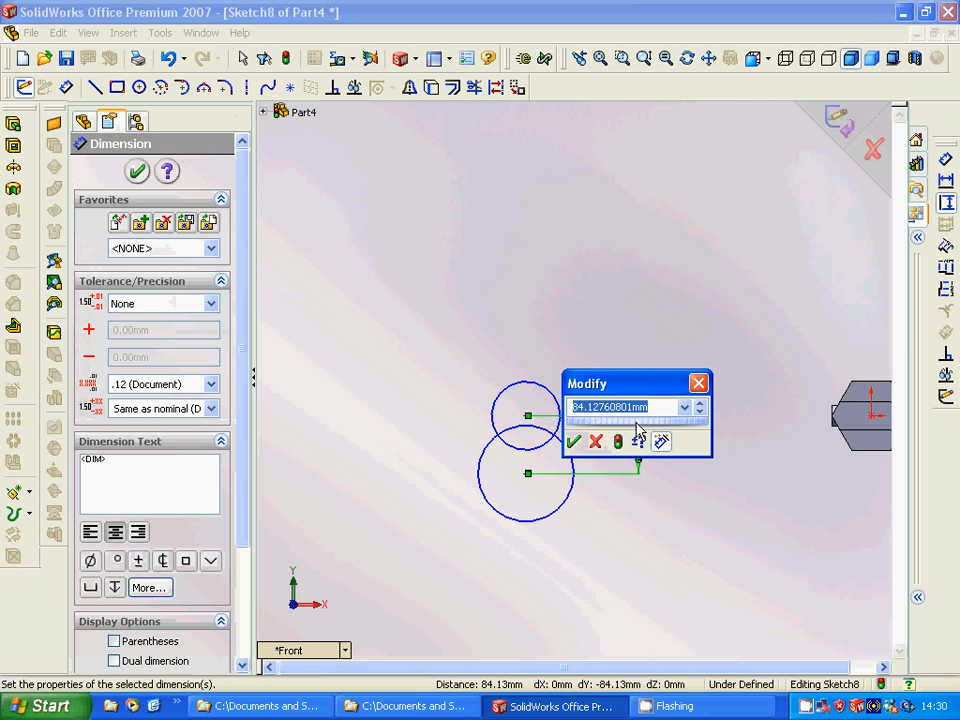 SolidWorks Office Premium 2007 - [Sketch8 of Part4 *]
File Edit View Insert Tools Window Help
Part4
Dimension
Favorites
<NONE>
Tolerance/Precision
None
0.00mm
0.00mm
.12 (Document)
Same as nominal (D
Dimension Text
<DIM>
More...
Display Options
Parentheses
Dual dimension
Modify
84.12760801mm
Y
X
*Front
Set the properties of the selected dimension(s).
Distance: 84.13mm dX: 0mm dY: -84.13mm dZ: 0mm Under Defined Editing Sketch8
Start
C:\Documents and S...
C:\Documents and S...
SolidWorks Office Pr...
Flashing
14:30